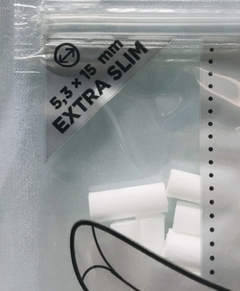 5,3 × 15 mm
EXTRA SLIM